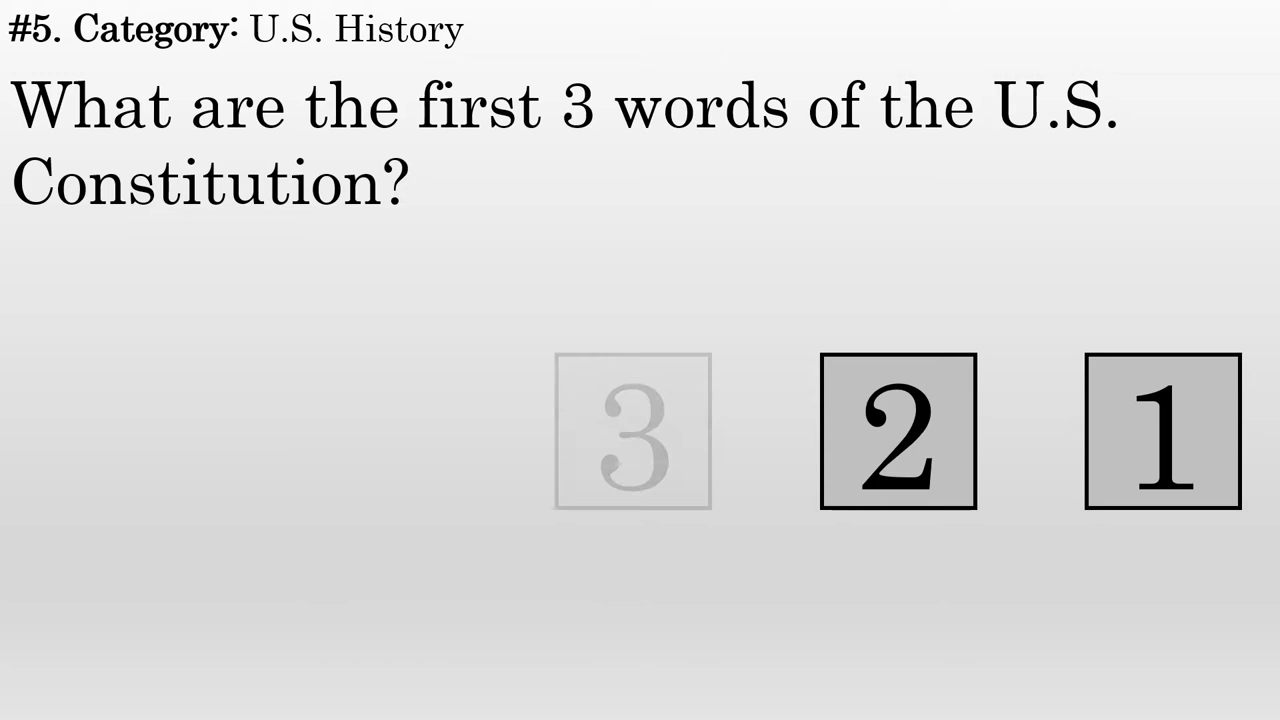 #5. Category: U.S. History
What are the first 3 words of the U.S.
Constitution?
3 2 1